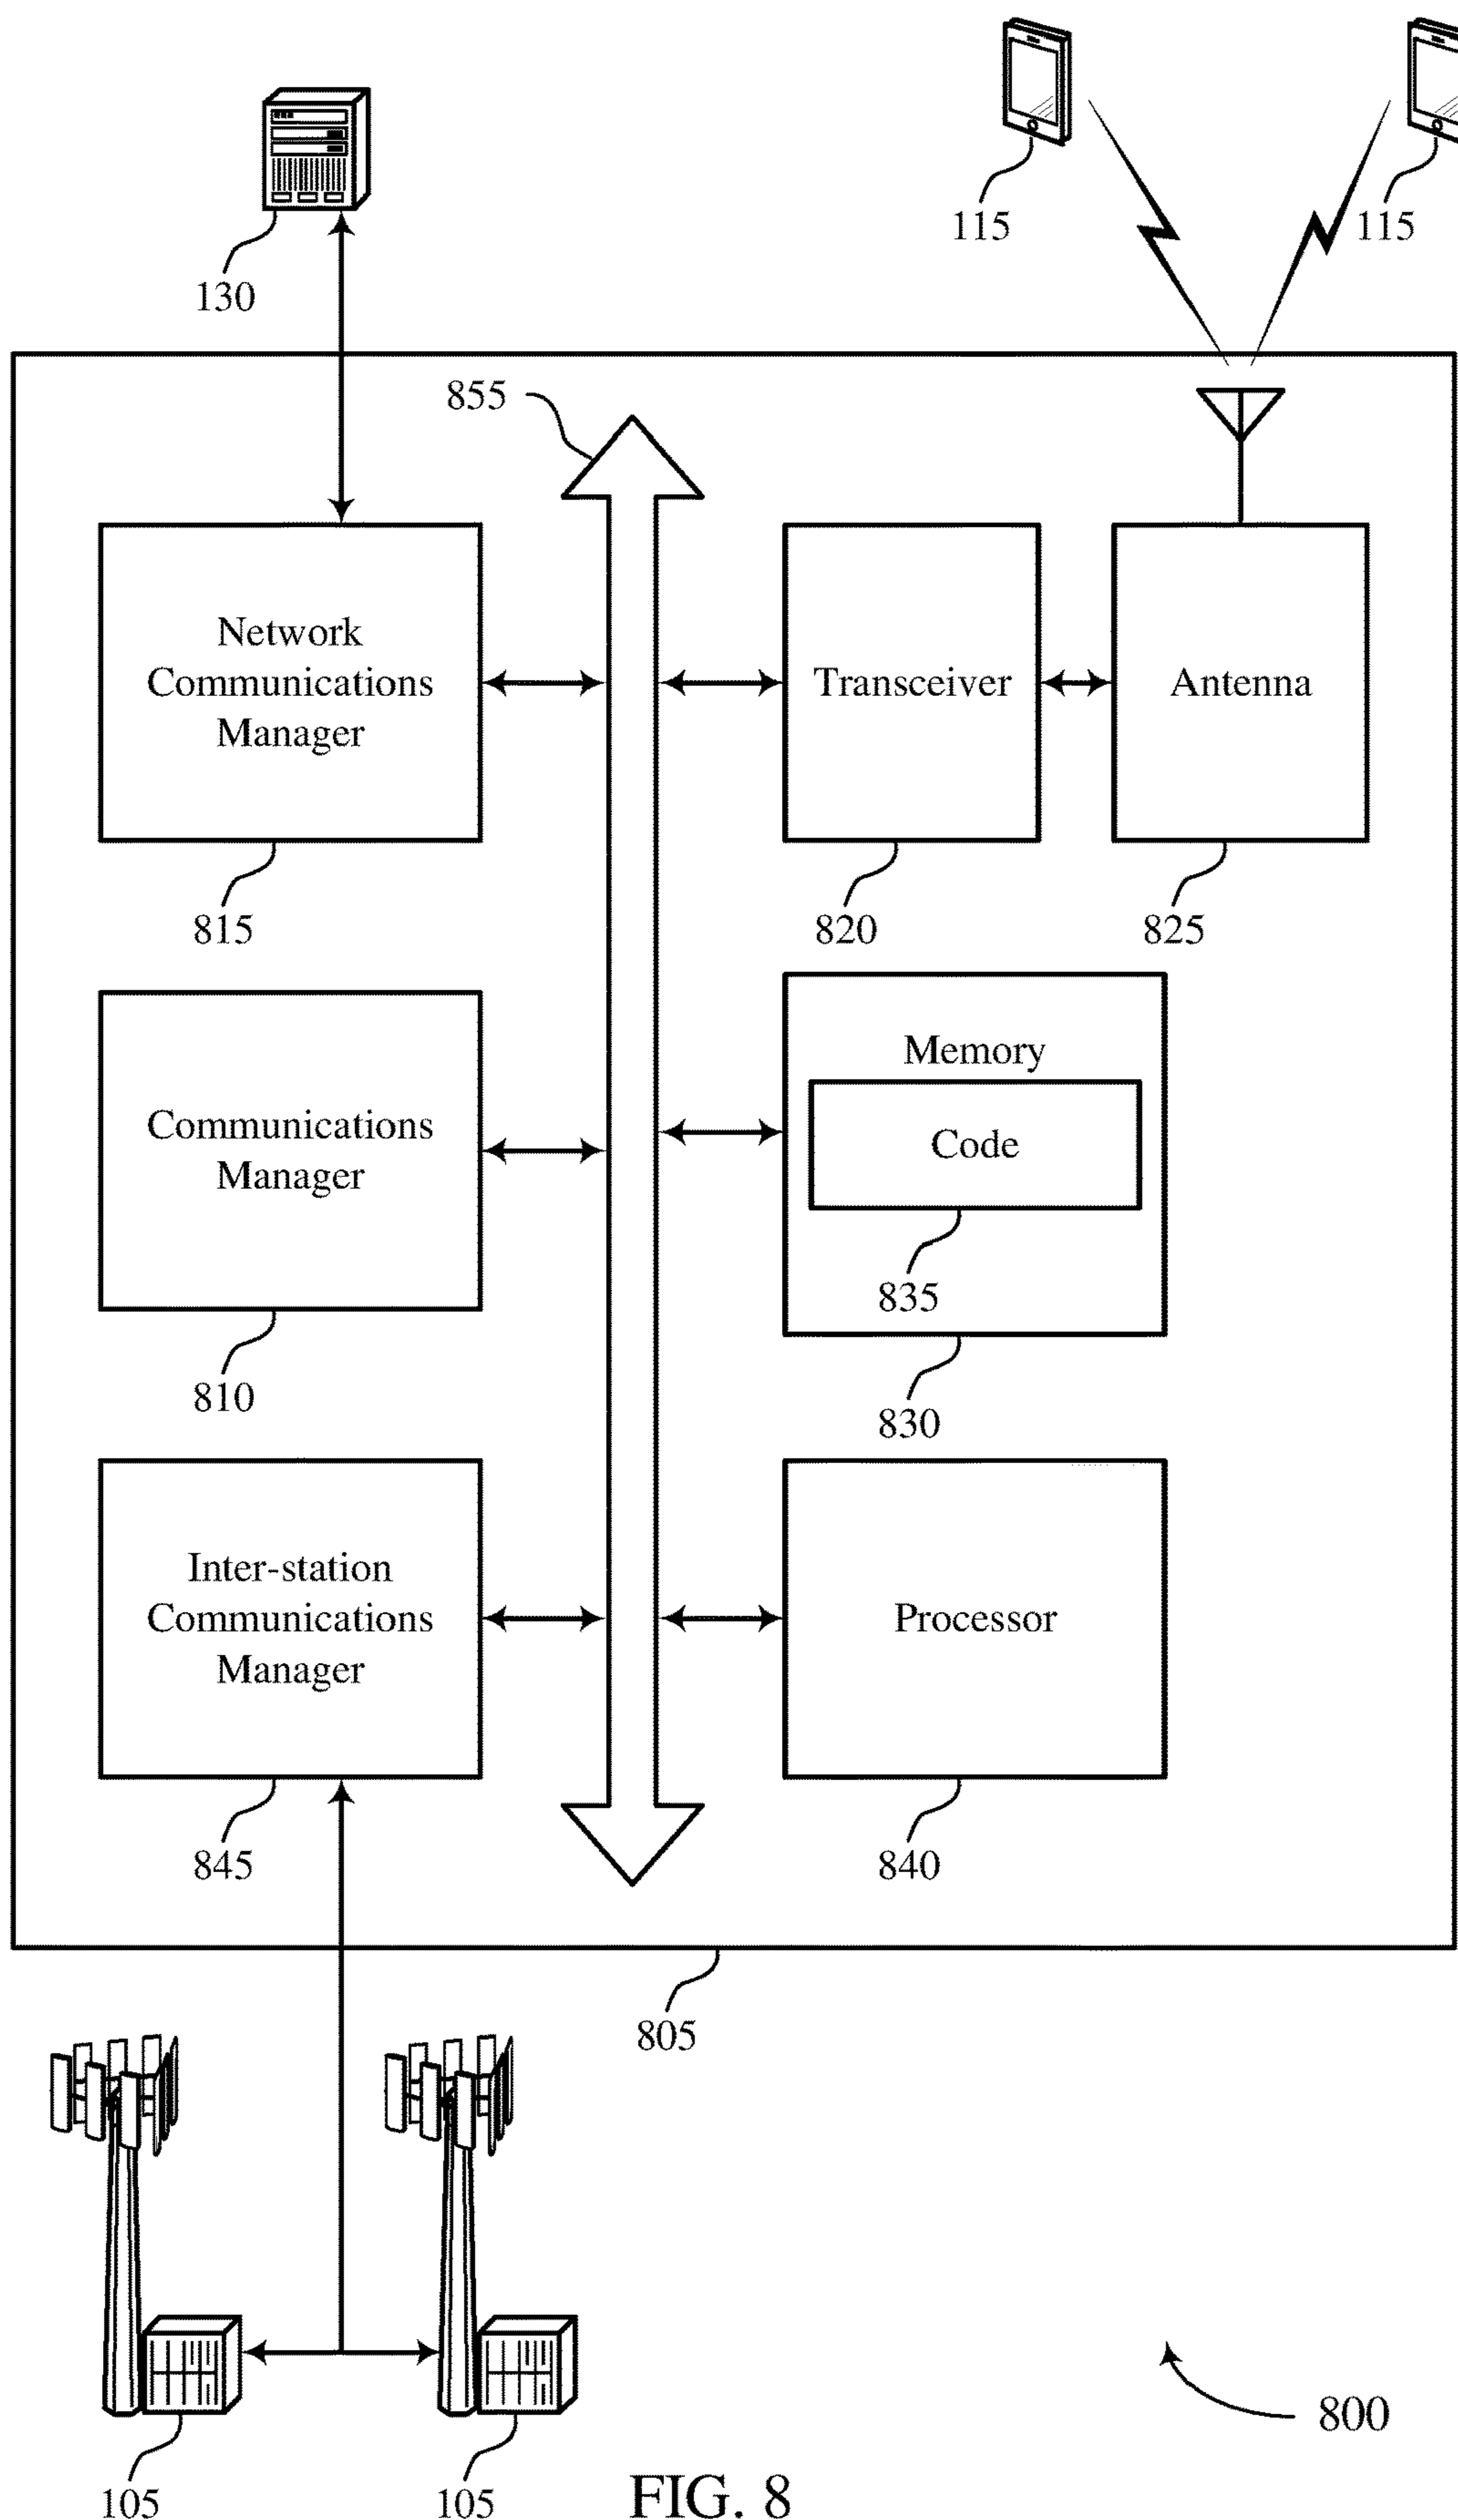 115
115
130
855
Network
Communications
Manager
Transceiver
Antenna
815
820
825
Communications
Manager
Memory
Code
835
810
830
Inter-station
Communications
Manager
Processor
845
840
805
800
105
105
FIG. 8